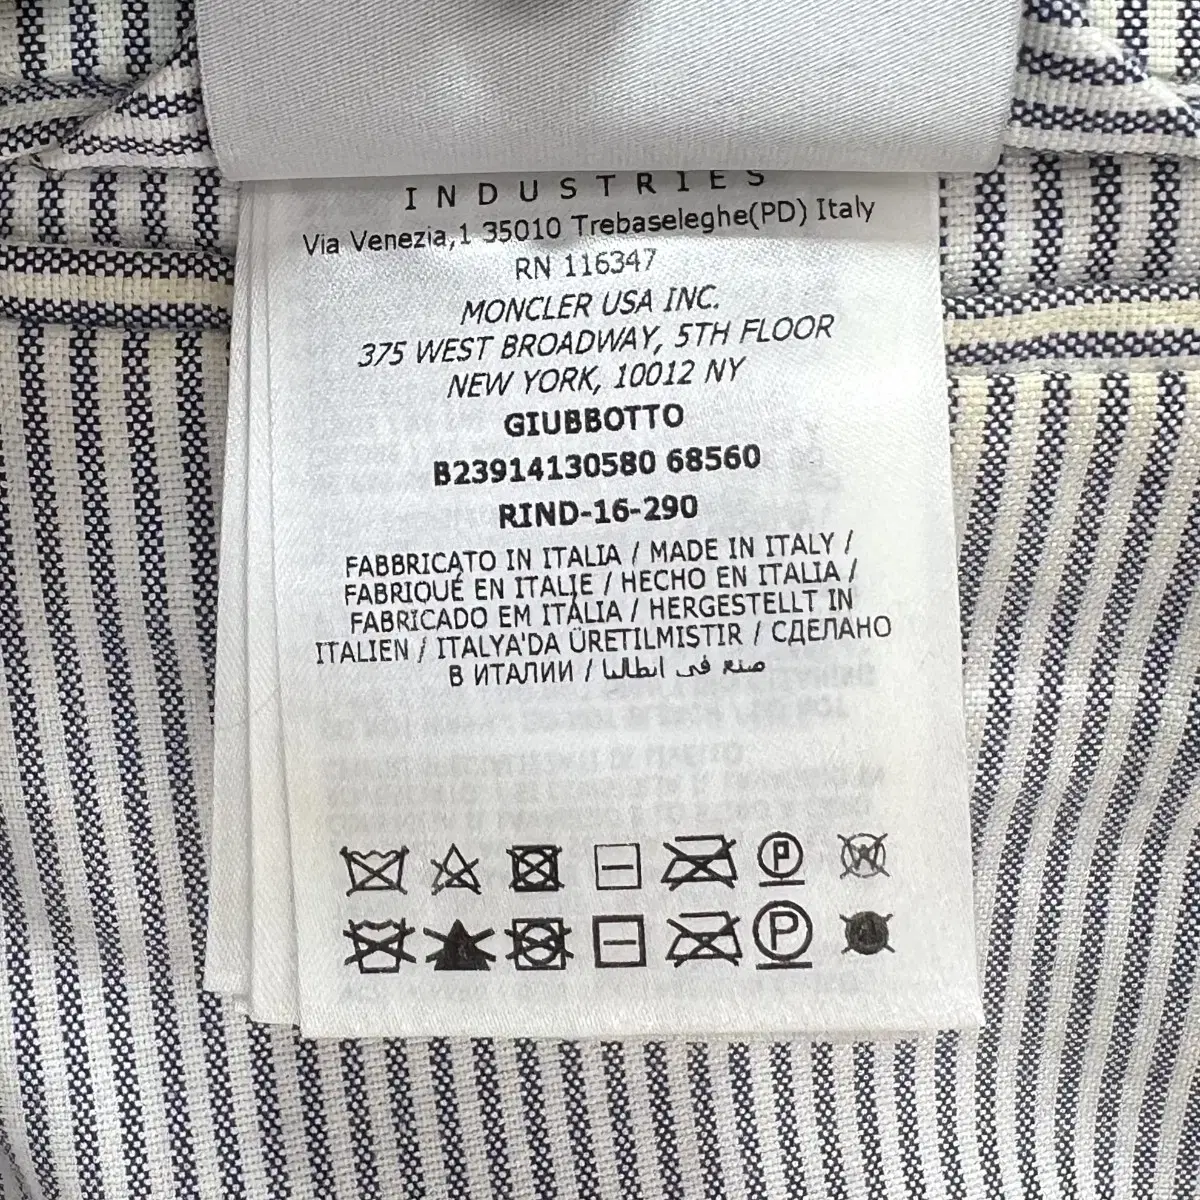 INDUSTRIES
Via Venezia,1 35010 Trebaseleghe(PD) Italy
RN 116347
MONCLER USA INC.
375 WEST BROADWAY, 5TH FLOOR
NEW YORK, 10012 NY
GIUBBOTTO
B23914130580 68560
RIND-16-290
FABBRICATO IN ITALIA / MADE IN ITALY /
FABRIQUÉ EN ITALIE / HECHO EN ITALIA /
FABRICADO EM ITÁLIA / HERGESTELLT IN
ITALIEN / ITALYA'DA ÜRETILMIŞTIR / СДЕЛАНО
В ИТАЛИИ / صنع في ايطاليا
P W
P